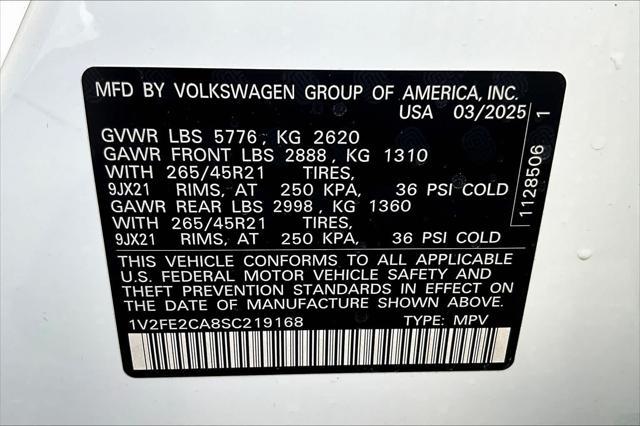 MFD BY VOLKSWAGEN GROUP OF AMERICA, INC.
USA 03/2025
GVWR LBS 5776, KG 2620
GAWR FRONT LBS 2888, KG 1310
WITH 265/45R21 TIRES,
9JX21 RIMS, AT 250 KPA, 36 PSI COLD
GAWR REAR LBS 2998, KG 1360
WITH 265/45R21 TIRES,
9JX21 RIMS, AT 250 KPA, 36 PSI COLD
THIS VEHICLE CONFORMS TO ALL APPLICABLE
U.S. FEDERAL MOTOR VEHICLE SAFETY AND
THEFT PREVENTION STANDARDS IN EFFECT ON
THE DATE OF MANUFACTURE SHOWN ABOVE.
1V2FE2CA8SC219168 TYPE: MPV
1128506 1